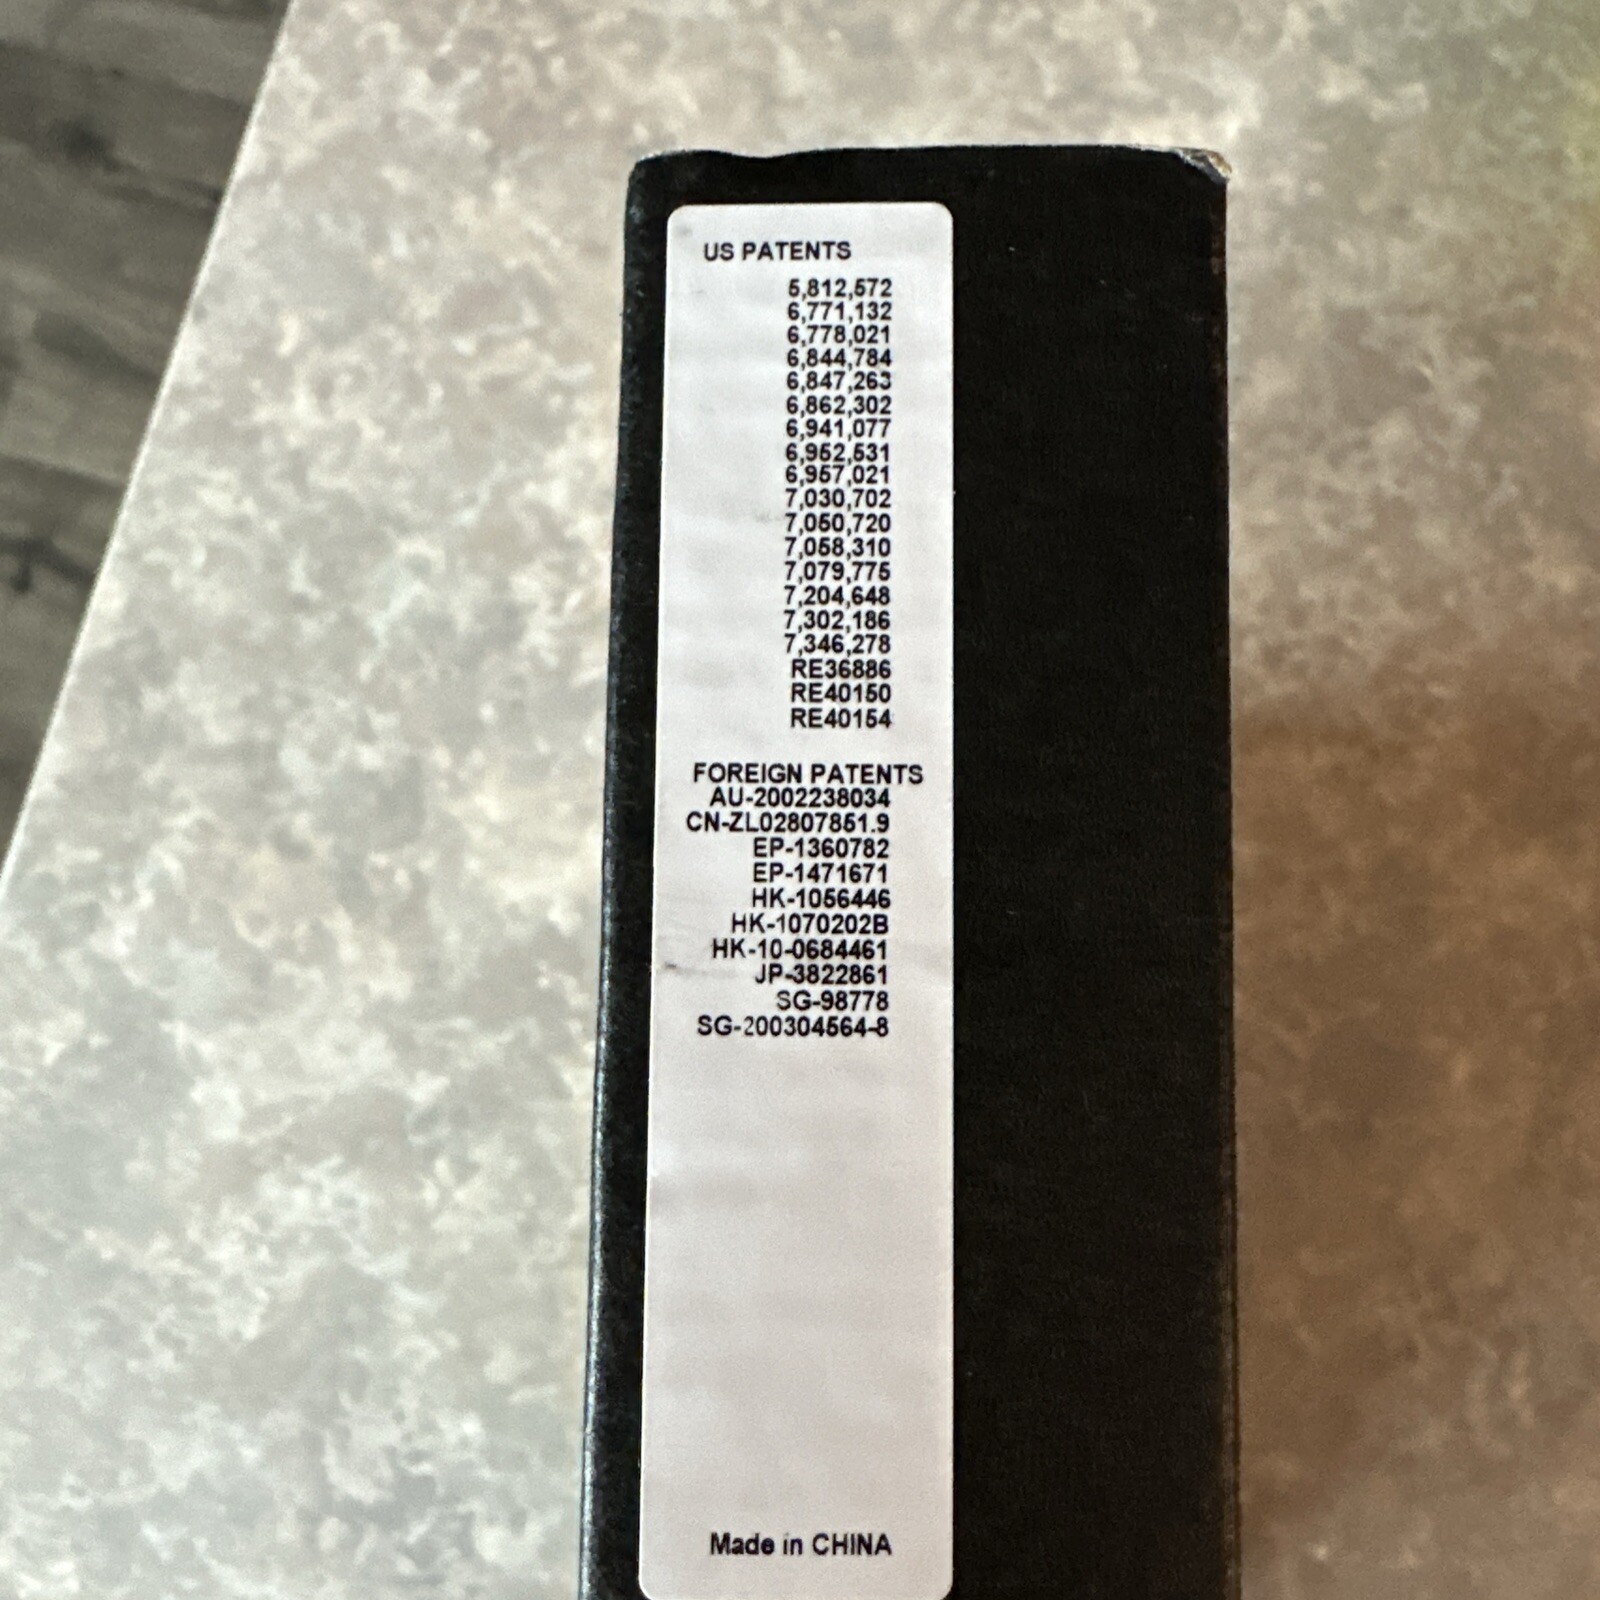 US PATENTS
5,812,572
6,771,132
6,778,021
6,844,784
6,847,263
6,862,302
6,941,077
6,952,531
6,957,021
7,030,702
7,050,720
7,058,310
7,079,775
7,204,648
7,302,186
7,346,278
RE36886
RE40150
RE40154
FOREIGN PATENTS
AU-2002238034
CN-ZL02807851.9
EP-1360782
EP-1471671
HK-1056446
HK-1070202B
HK-10-0684461
JP-3822861
SG-98778
SG-200304564-8
Made in CHINA